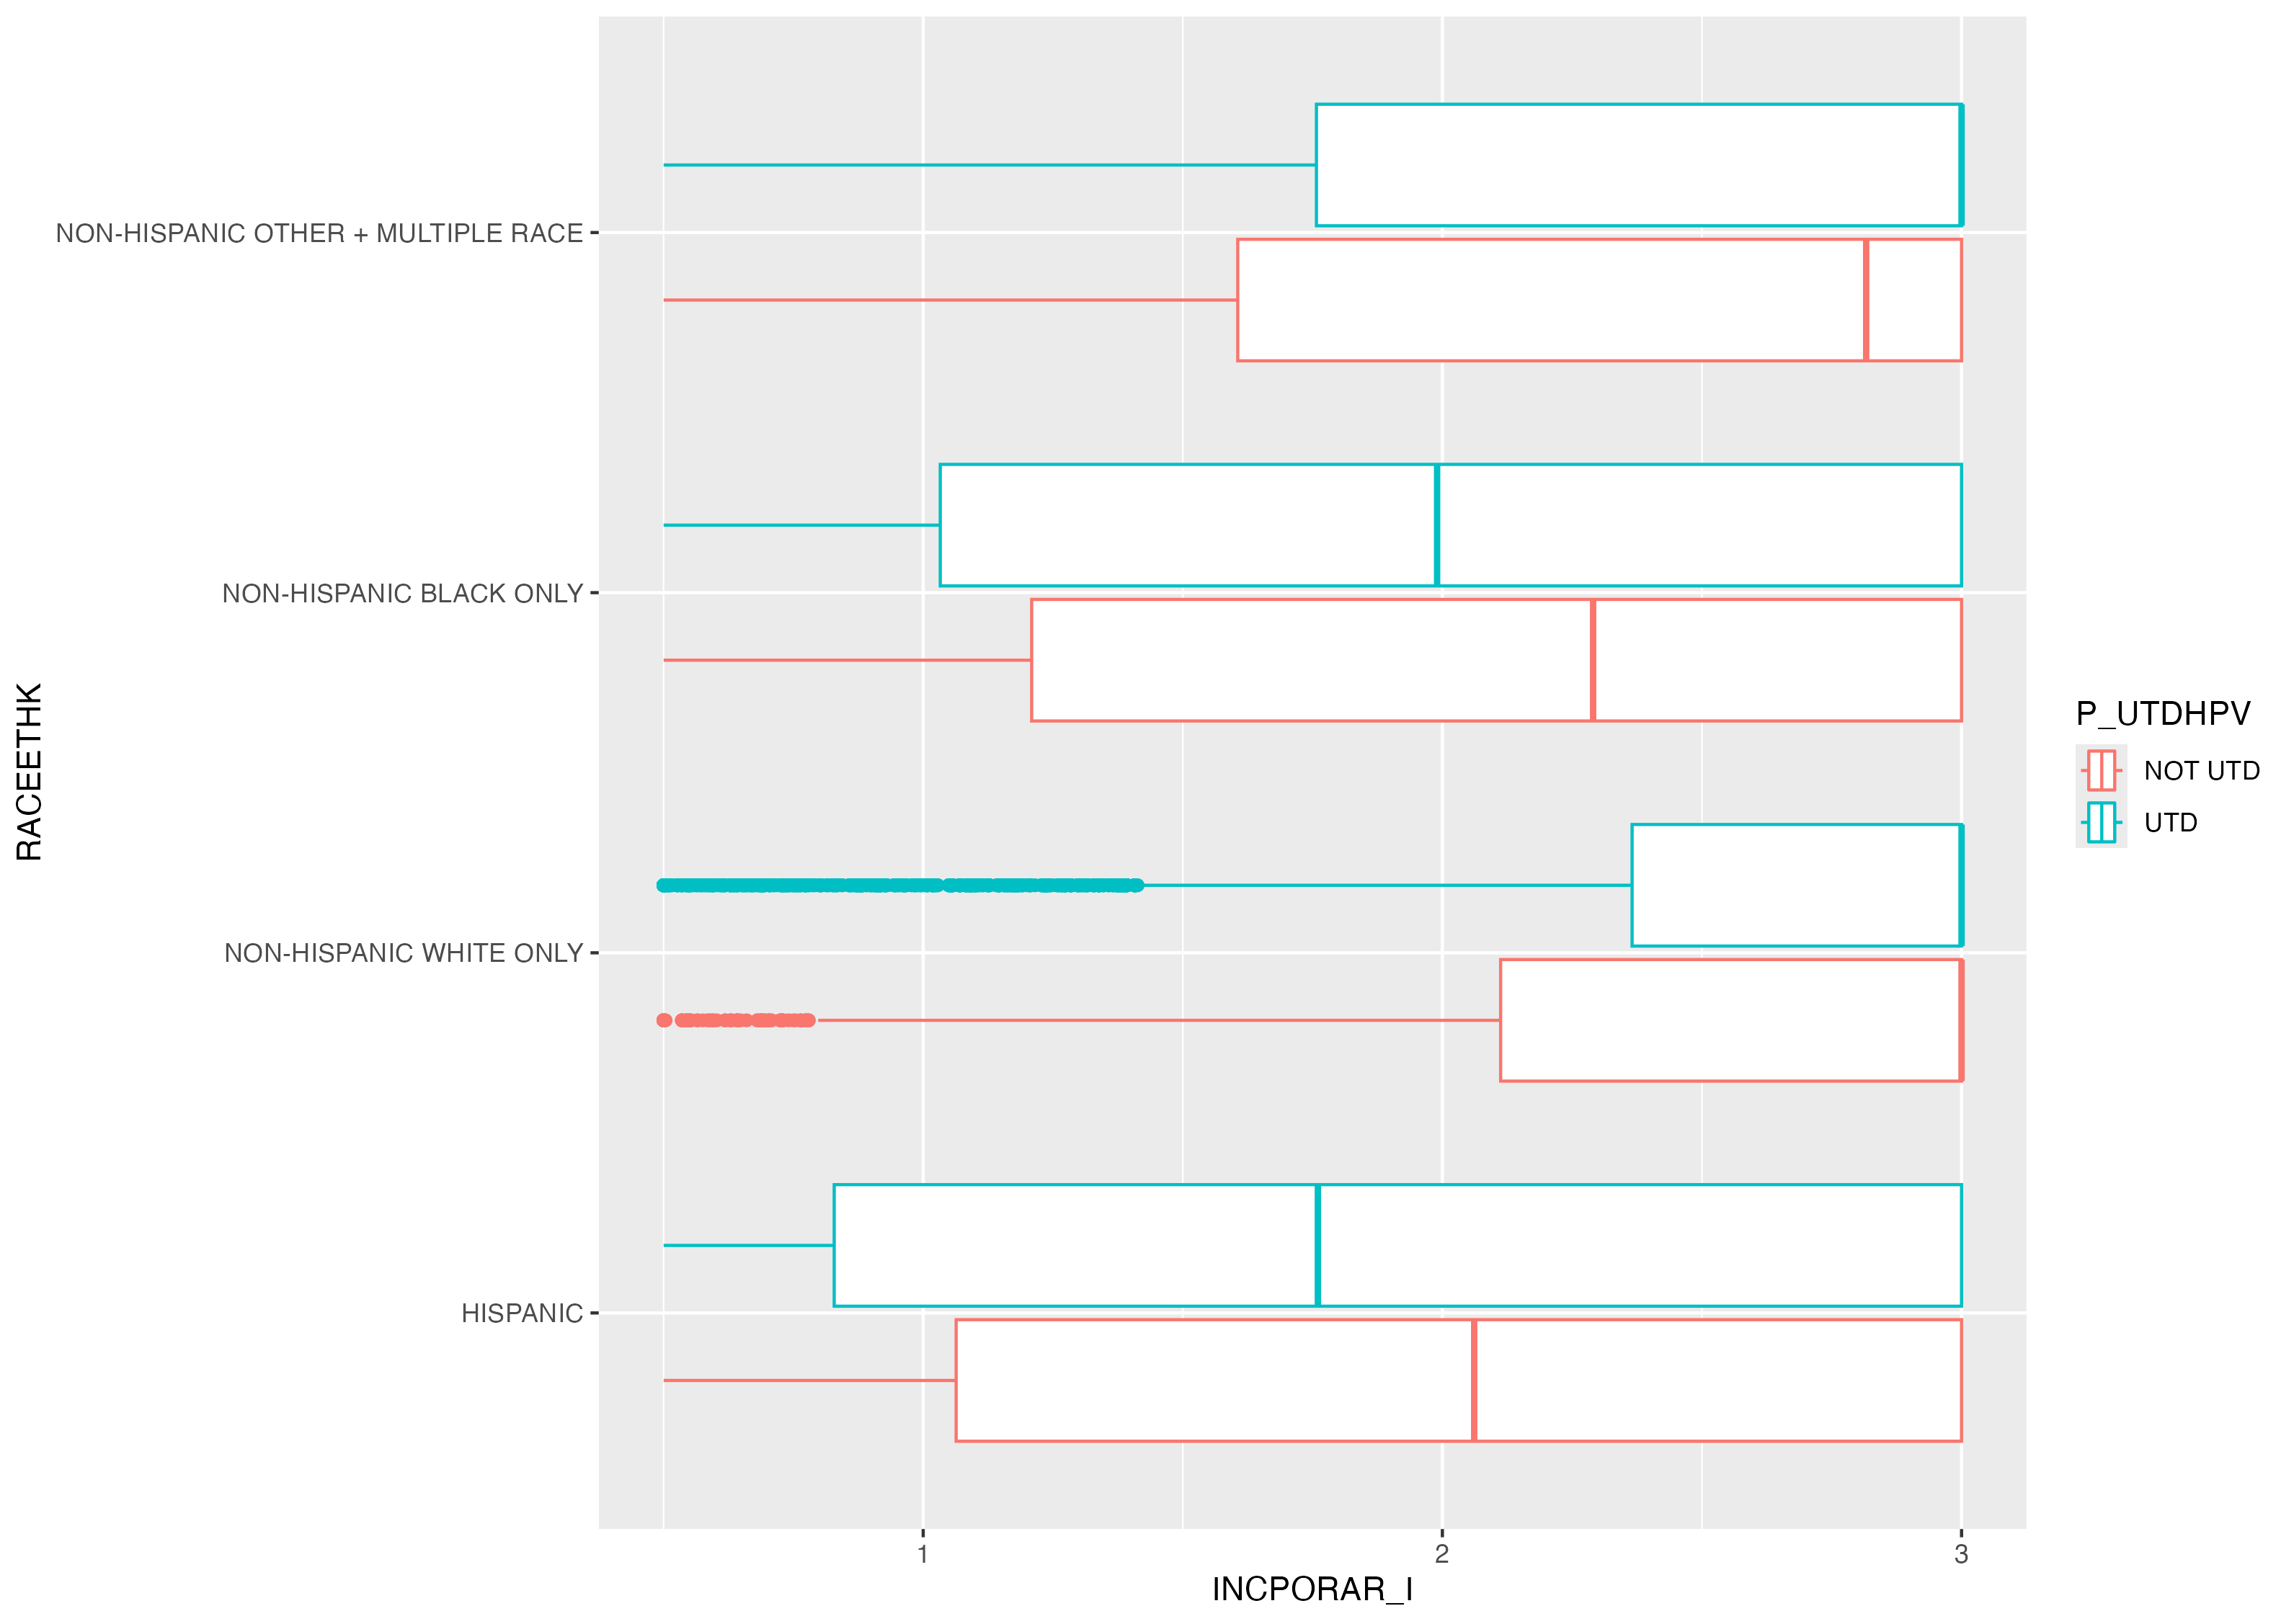 NON-HISPANIC OTHER + MULTIPLE RACE
NON-HISPANIC BLACK ONLY
NON-HISPANIC WHITE ONLY
HISPANIC
RACEETHK
1 2 3
INCPORAR_I
P_UTDHPV
NOT UTD
UTD